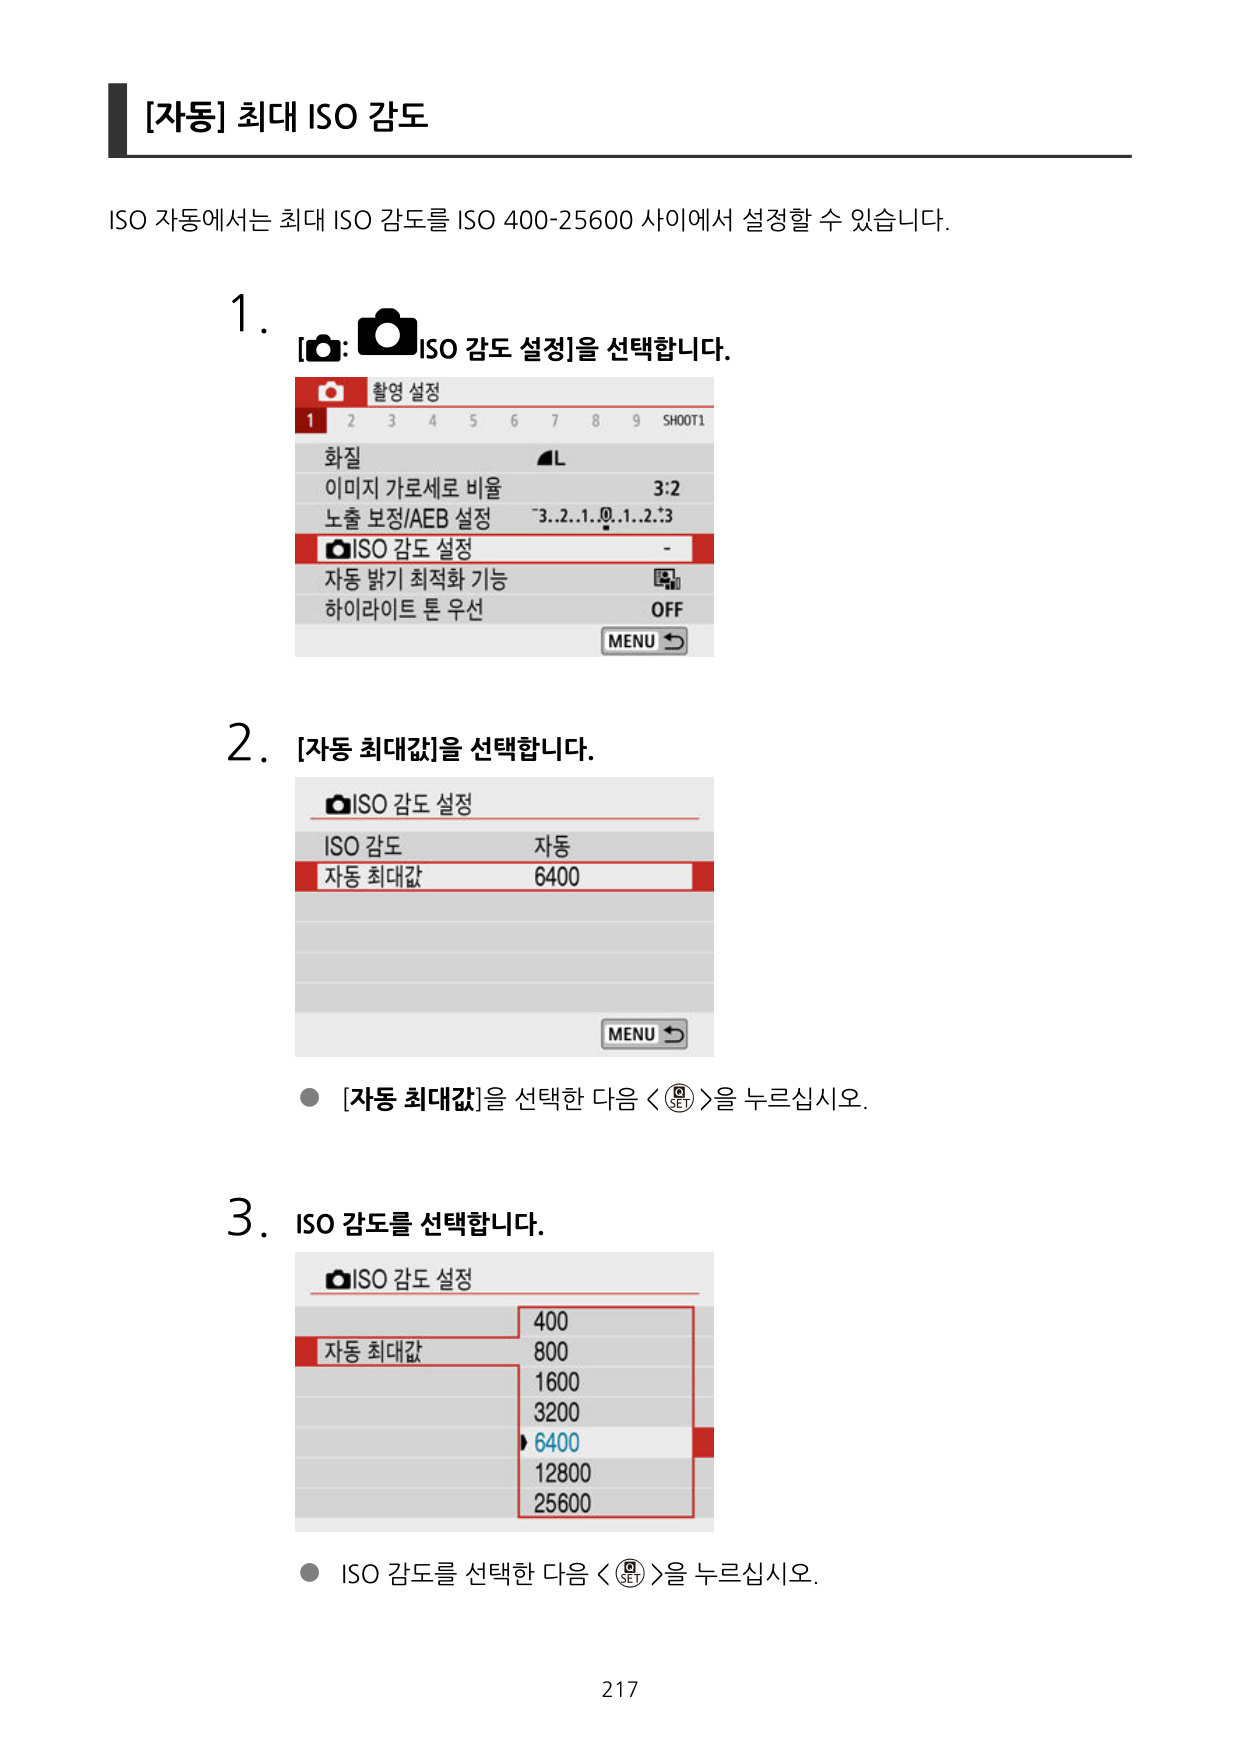 [자동] 최대 ISO 감도
ISO 자동에서는 최대 ISO 감도를 ISO 400-25600 사이에서 설정할 수 있습니다.
1.
[: ISO 감도 설정]을 선택합니다.
촬영 설정
1 2 3 4 5 6 7 8 9 SHOOT1
화질 L
이미지 가로세로 비율 3:2
노출 보정/AEB 설정 -3..2..1..0..1..2.+3
ISO 감도 설정 -
자동 밝기 최적화 기능
하이라이트 톤 우선 OFF
MENU
2. [자동 최대값]을 선택합니다.
ISO 감도 설정
ISO 감도 자동
자동 최대값 6400
MENU
● [자동 최대값]을 선택한 다음 < Q SET >을 누르십시오.
3. ISO 감도를 선택합니다.
ISO 감도 설정
400
자동 최대값 800
1600
3200
6400
12800
25600
● ISO 감도를 선택한 다음 < Q SET >을 누르십시오.
217